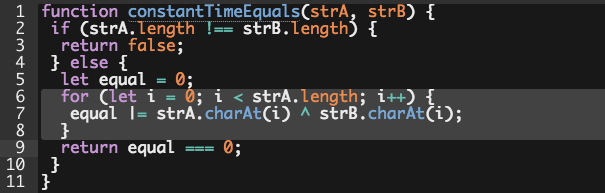 1 function constantTimeEquals(strA, strB) {
2  if (strA.length !== strB.length) {
3   return false;
4  } else {
5   let equal = 0;
6   for (let i = 0; i < strA.length; i++) {
7    equal |= strA.charAt(i) ^ strB.charAt(i);
8   }
9   return equal === 0;
10  }
11 }